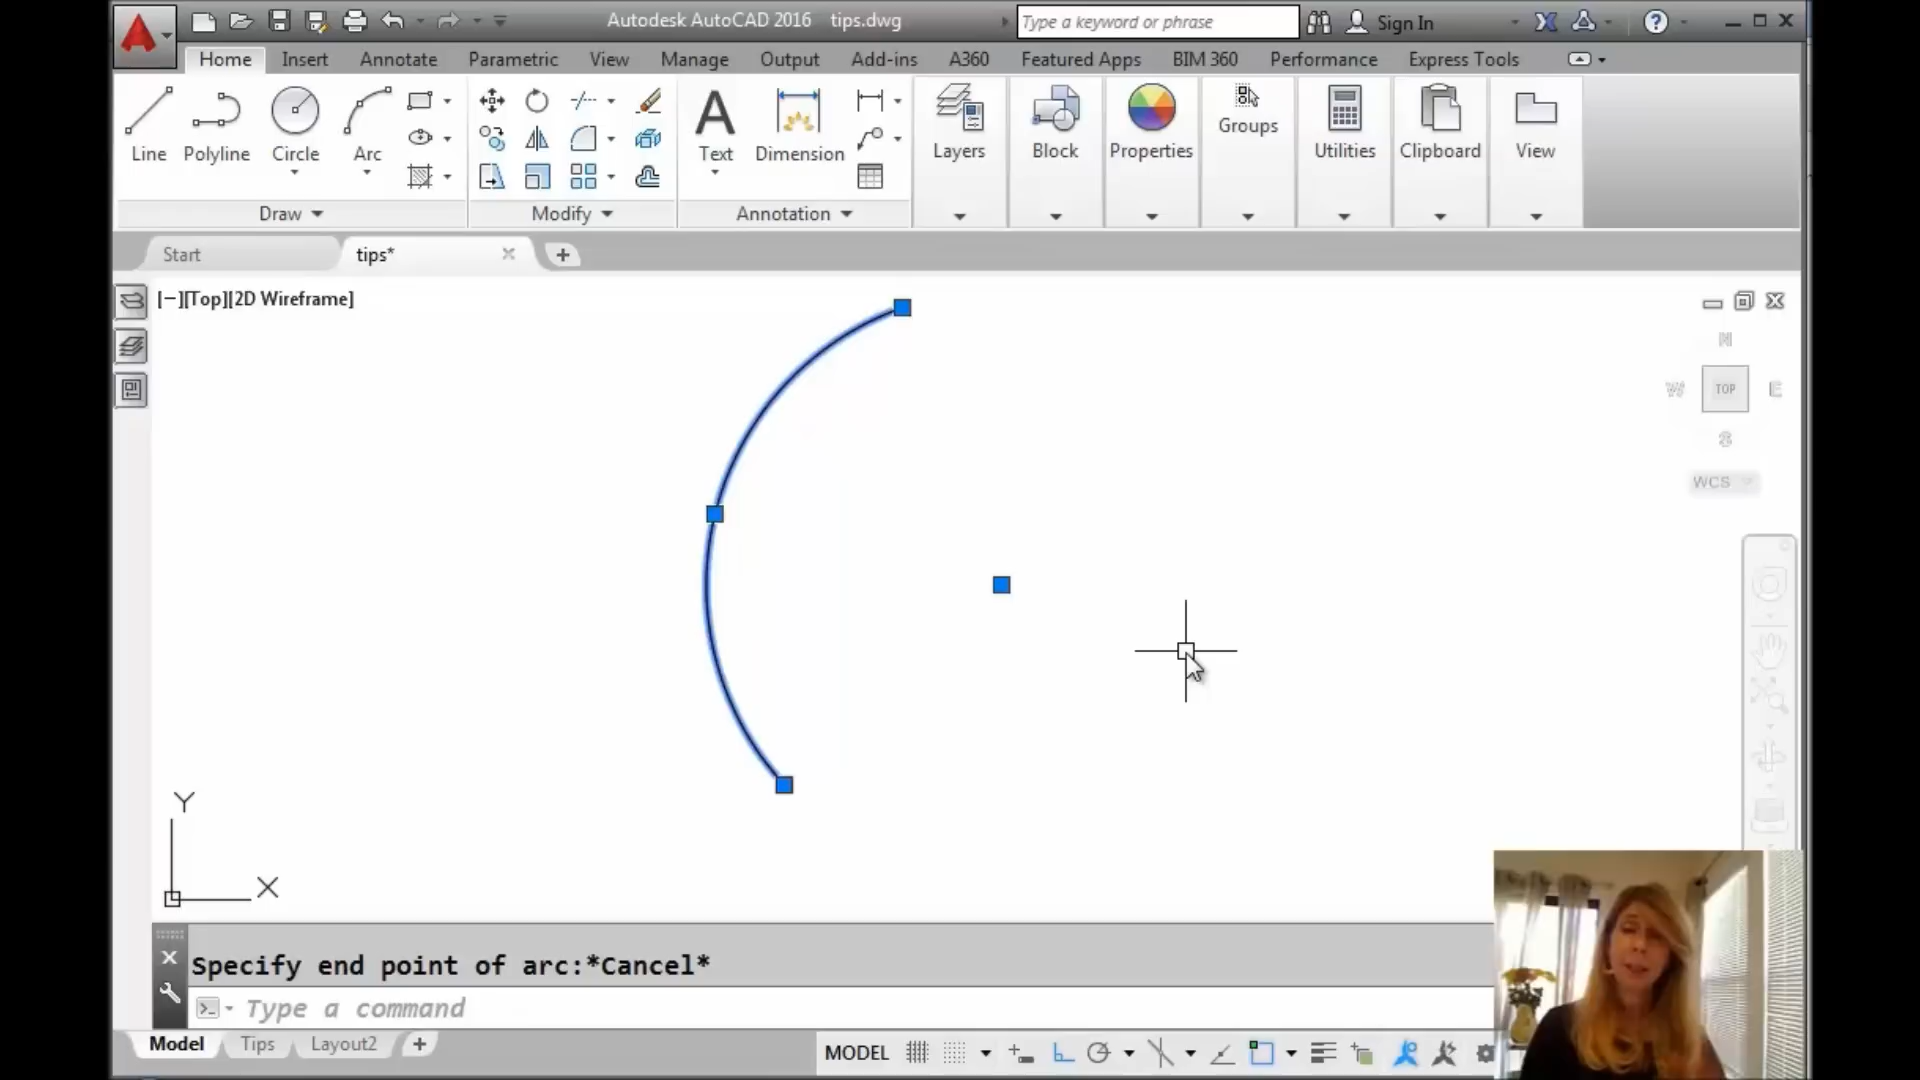 Autodesk AutoCAD 2016 tips.dwg
Type a keyword or phrase
Sign In
Home Insert Annotate Parametric View Manage Output Add-ins A360 Featured Apps BIM 360 Performance Express Tools
Line Polyline Circle Arc
Text Dimension
Layers Block Properties Groups Utilities Clipboard View
Draw Modify Annotation
Start tips*
[−][Top][2D Wireframe]
N
W TOP E
S
WCS
Y
X
Specify end point of arc:*Cancel*
Type a command
Model Tips Layout2
MODEL